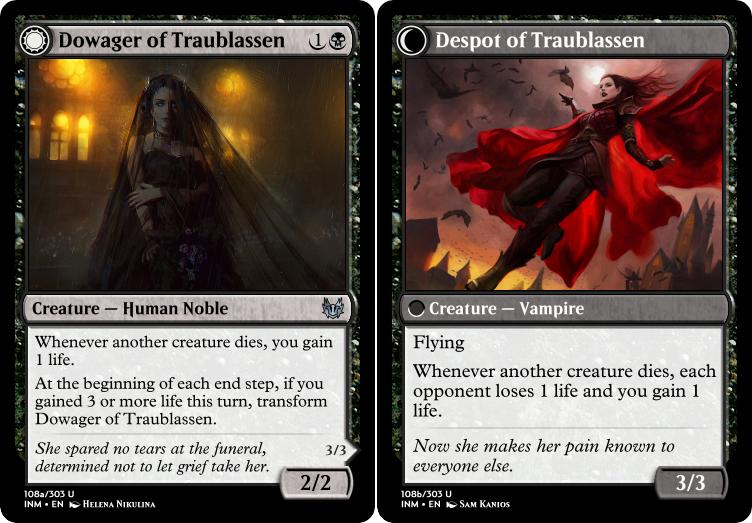 Dowager of Traublassen 1
Creature — Human Noble
Whenever another creature dies, you gain
1 life.
At the beginning of each end step, if you
gained 3 or more life this turn, transform
Dowager of Traublassen.
She spared no tears at the funeral,
determined not to let grief take her.
3/3
2/2
108a/303 U
INM • EN Helena Nikulina
Despot of Traublassen
Creature — Vampire
Flying
Whenever another creature dies, each
opponent loses 1 life and you gain 1
life.
Now she makes her pain known to
everyone else.
3/3
108b/303 U
INM • EN Sam Kanios